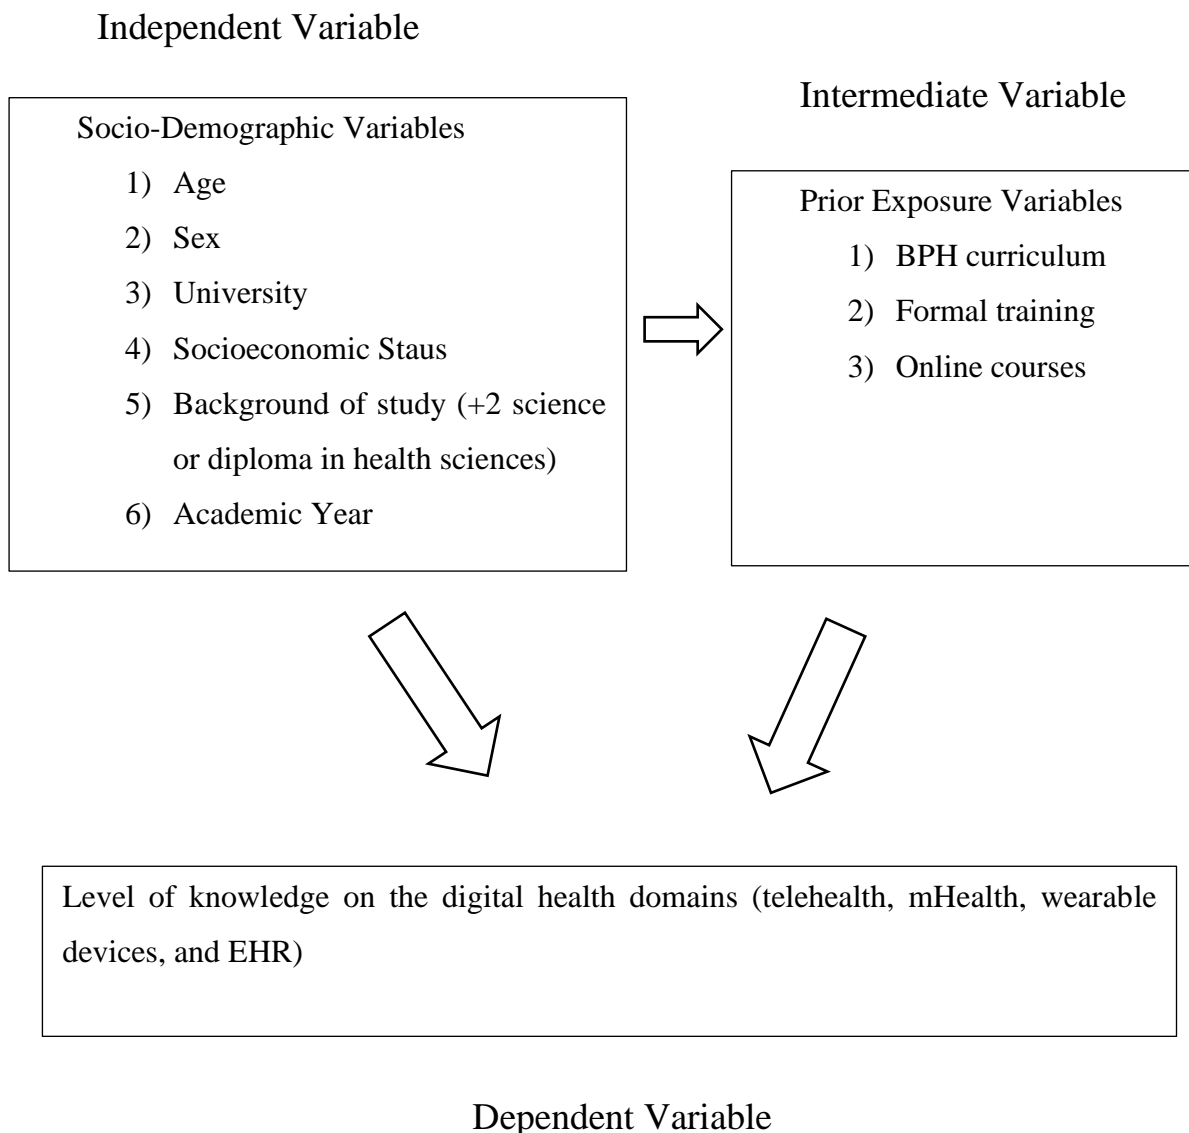 Independent Variable
Intermediate Variable
Socio-Demographic Variables
1) Age
2) Sex
3) University
4) Socioeconomic Staus
5) Background of study (+2 science
or diploma in health sciences)
6) Academic Year
Prior Exposure Variables
1) BPH curriculum
2) Formal training
3) Online courses
Level of knowledge on the digital health domains (telehealth, mHealth, wearable
devices, and EHR)
Dependent Variable